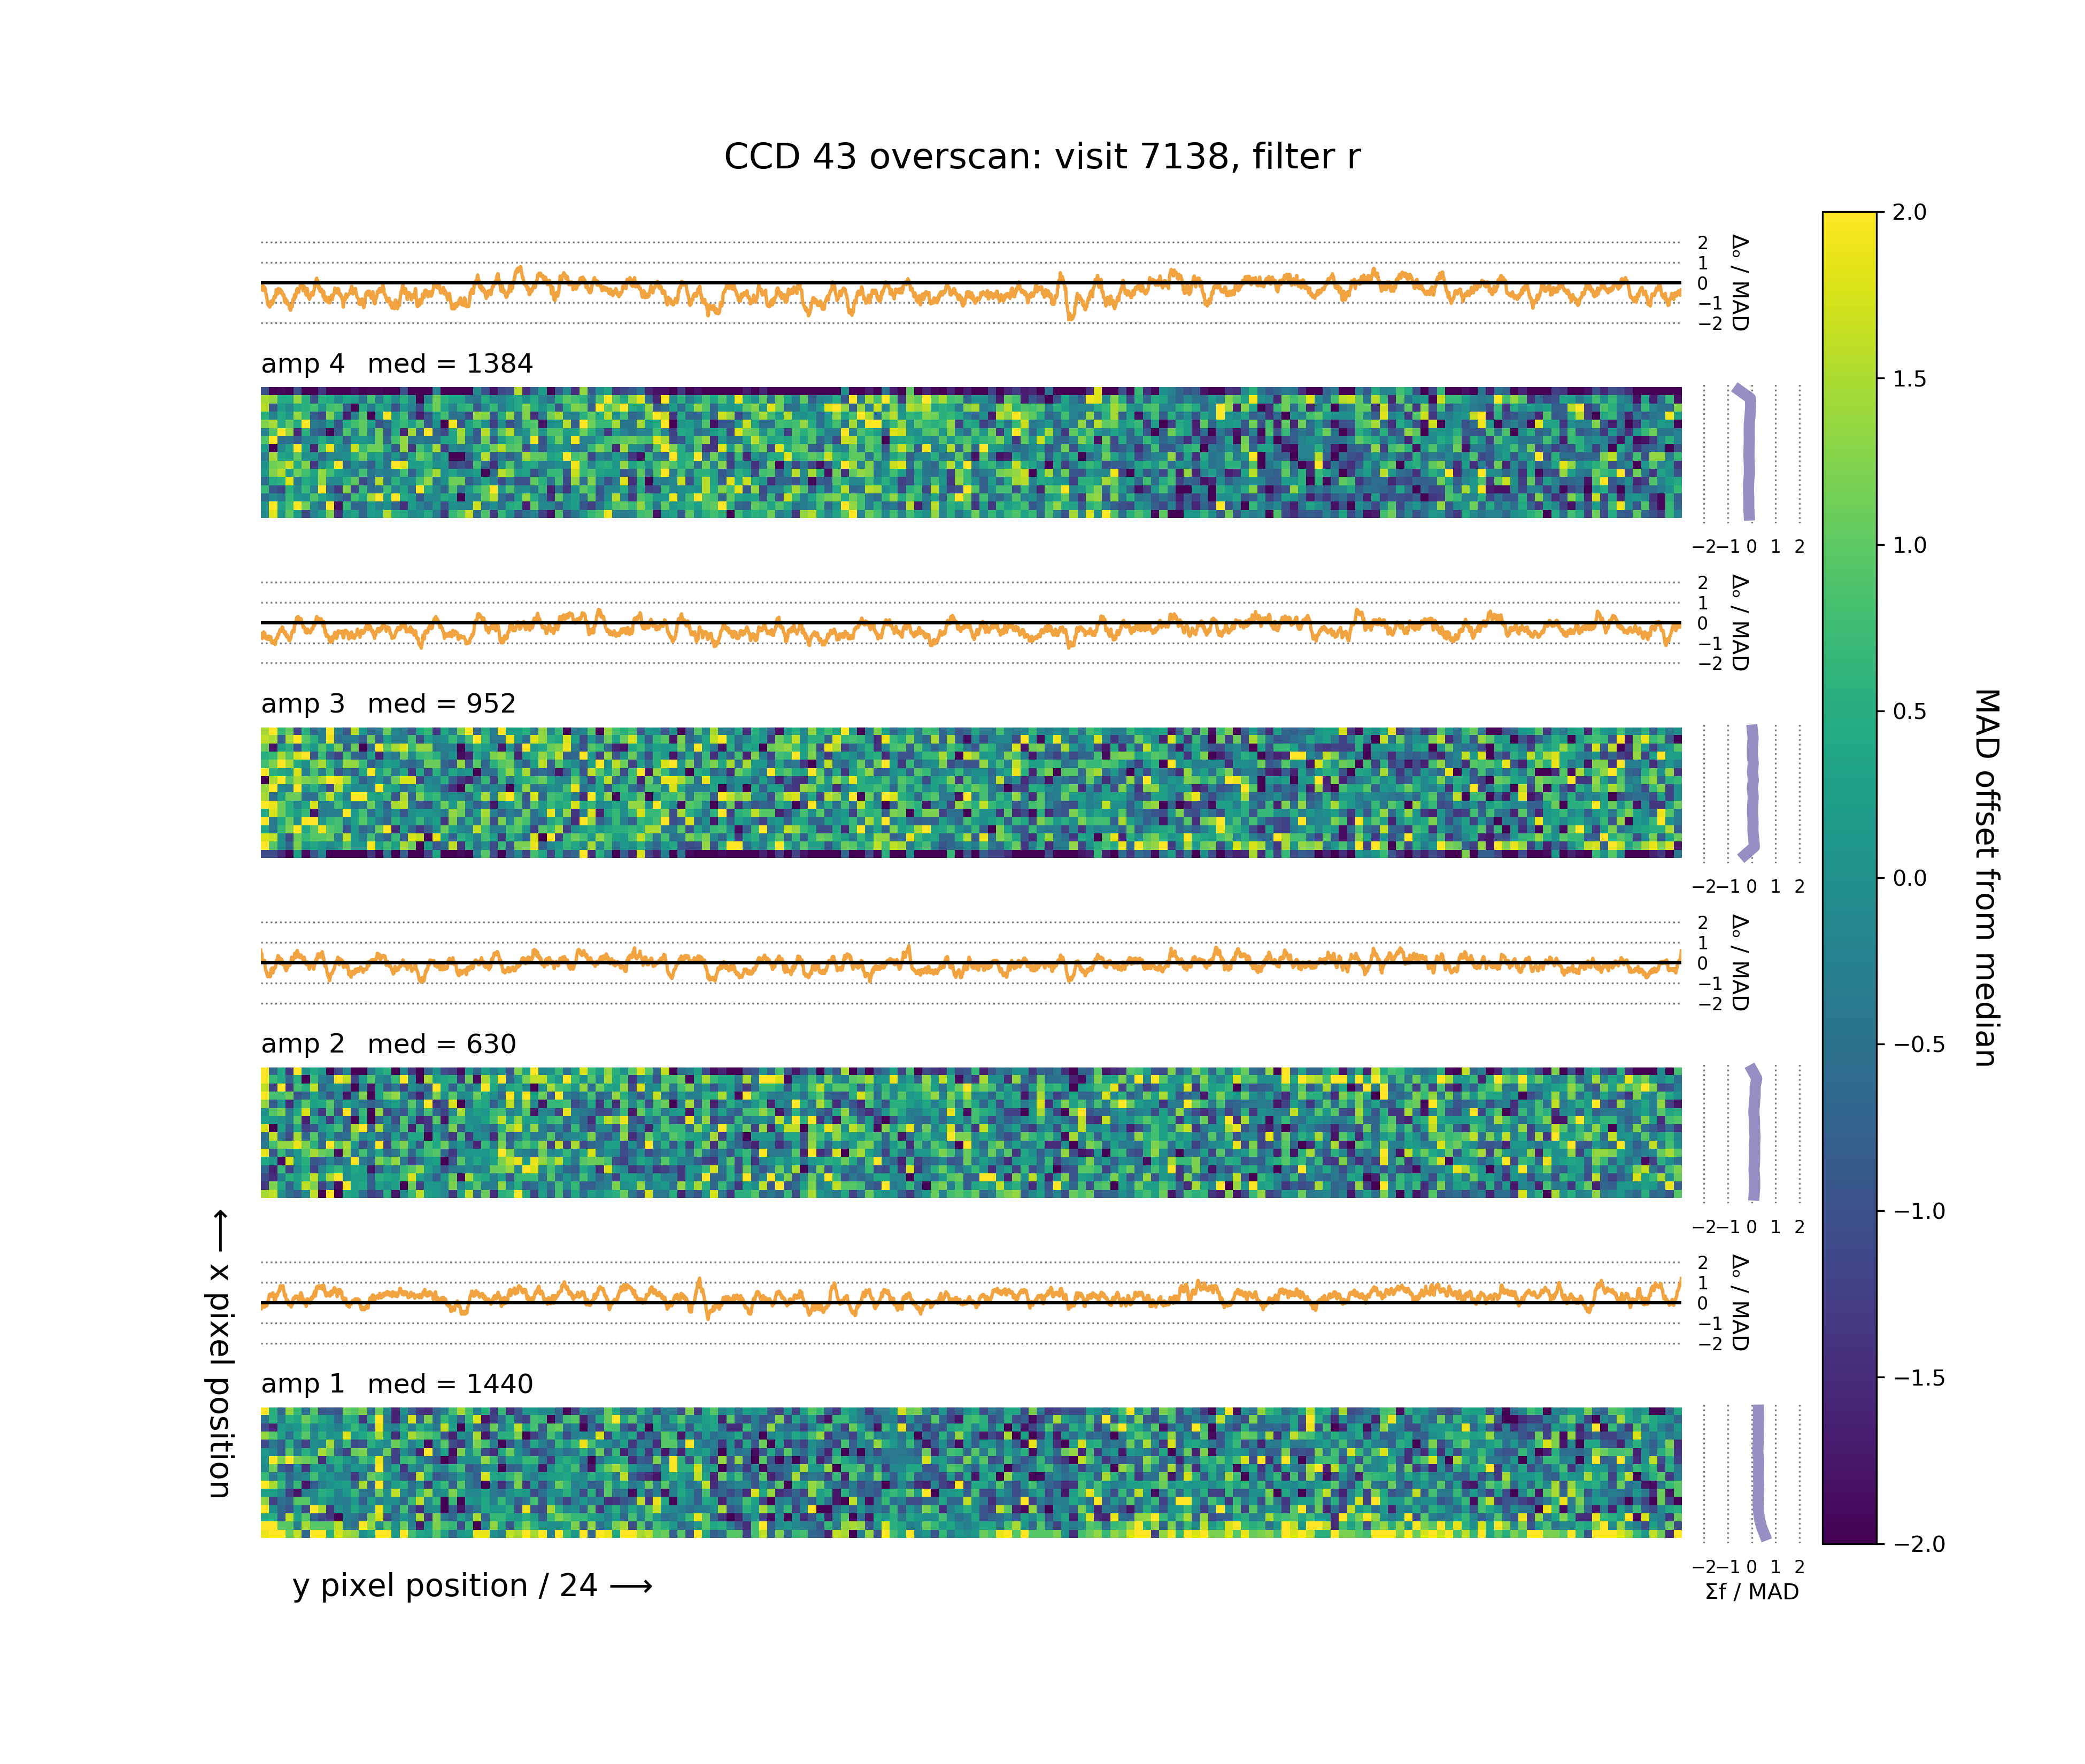 CCD 43 overscan: visit 7138, filter r
2
1
0
−1
−2
Δₒ / MAD
amp 4 med = 1384
−2 −1 0 1 2
2
1
0
−1
−2
Δₒ / MAD
amp 3 med = 952
−2 −1 0 1 2
2
1
0
−1
−2
Δₒ / MAD
amp 2 med = 630
−2 −1 0 1 2
2
1
0
−1
−2
Δₒ / MAD
amp 1 med = 1440
−2 −1 0 1 2
Σf / MAD
x pixel position ⟶
y pixel position / 24 ⟶
2.0
1.5
1.0
0.5
0.0
−0.5
−1.0
−1.5
−2.0
MAD offset from median